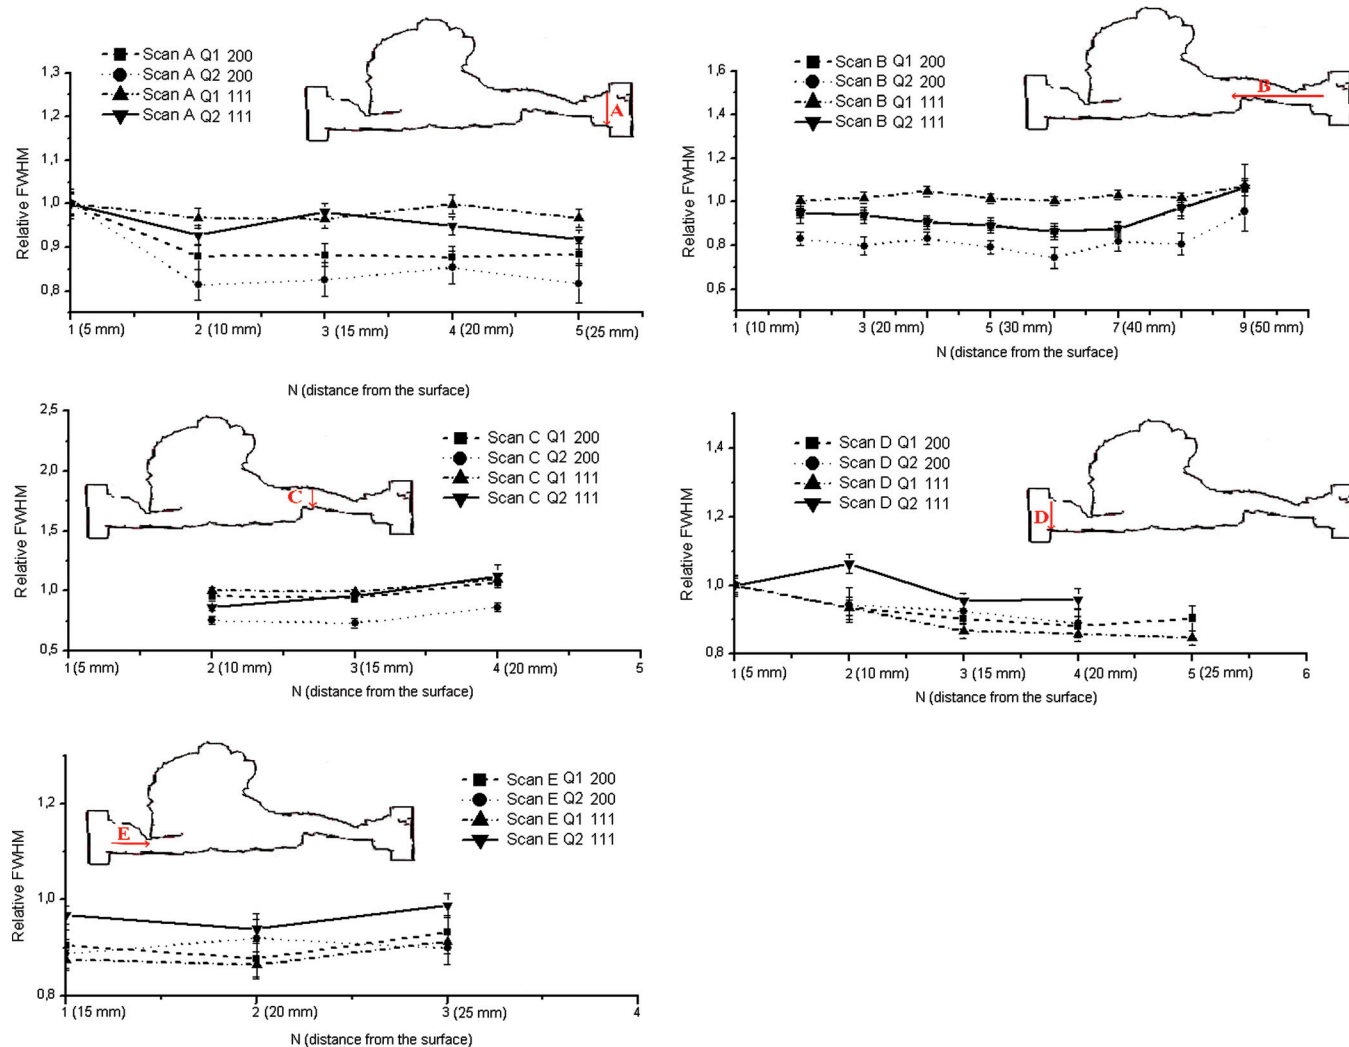 Scan A Q1 200
Scan A Q2 200
Scan A Q1 111
Scan A Q2 111
A
1,3
1,2
1,1
1,0
0,9
0,8
Relative FWHM
1 (5 mm) 2 (10 mm) 3 (15 mm) 4 (20 mm) 5 (25 mm)
N (distance from the surface)
Scan B Q1 200
Scan B Q2 200
Scan B Q1 111
Scan B Q2 111
B
1,6
1,4
1,2
1,0
0,8
0,6
Relative FWHM
1 (10 mm) 3 (20 mm) 5 (30 mm) 7 (40 mm) 9 (50 mm)
N (distance from the surface)
Scan C Q1 200
Scan C Q2 200
Scan C Q1 111
Scan C Q2 111
C
2,5
2,0
1,5
1,0
0,5
Relative FWHM
1 (5 mm) 2 (10 mm) 3 (15 mm) 4 (20 mm) 5
N (distance from the surface)
Scan D Q1 200
Scan D Q2 200
Scan D Q1 111
Scan D Q2 111
D
1,4
1,2
1,0
0,8
Relative FWHM
1 (5 mm) 2 (10 mm) 3 (15 mm) 4 (20 mm) 5 (25 mm) 6
N (distance from the surface)
Scan E Q1 200
Scan E Q2 200
Scan E Q1 111
Scan E Q2 111
E
1,2
1,0
0,8
Relative FWHM
1 (15 mm) 2 (20 mm) 3 (25 mm) 4
N (distance from the surface)